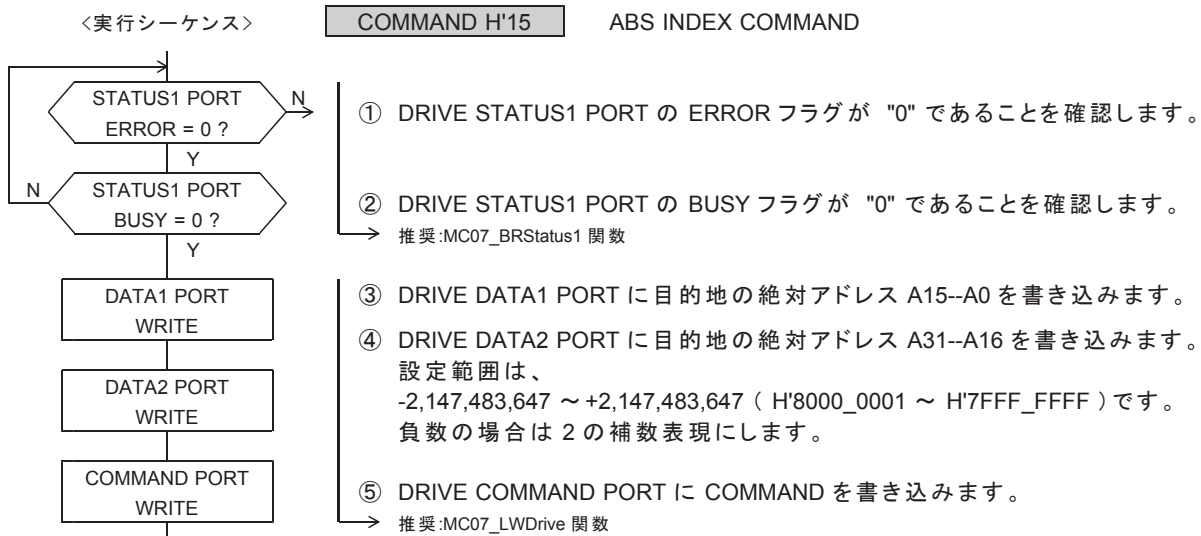 <実行シーケンス>
COMMAND H'15
ABS INDEX COMMAND
STATUS1 PORT
ERROR = 0 ?
N
Y
① DRIVE STATUS1 PORT の ERROR フラグが "0" であることを確認します。
N
STATUS1 PORT
BUSY = 0 ?
Y
② DRIVE STATUS1 PORT の BUSY フラグが "0" であることを確認します。
推奨:MC07_BRStatus1 関数
DATA1 PORT
WRITE
③ DRIVE DATA1 PORT に目的地の絶対アドレス A15--A0 を書き込みます。
DATA2 PORT
WRITE
④ DRIVE DATA2 PORT に目的地の絶対アドレス A31--A16 を書き込みます。
設定範囲は、
-2,147,483,647 ～ +2,147,483,647 ( H'8000_0001 ～ H'7FFF_FFFF ) です。
負数の場合は 2 の補数表現にします。
COMMAND PORT
WRITE
⑤ DRIVE COMMAND PORT に COMMAND を書き込みます。
推奨:MC07_LWDrive 関数